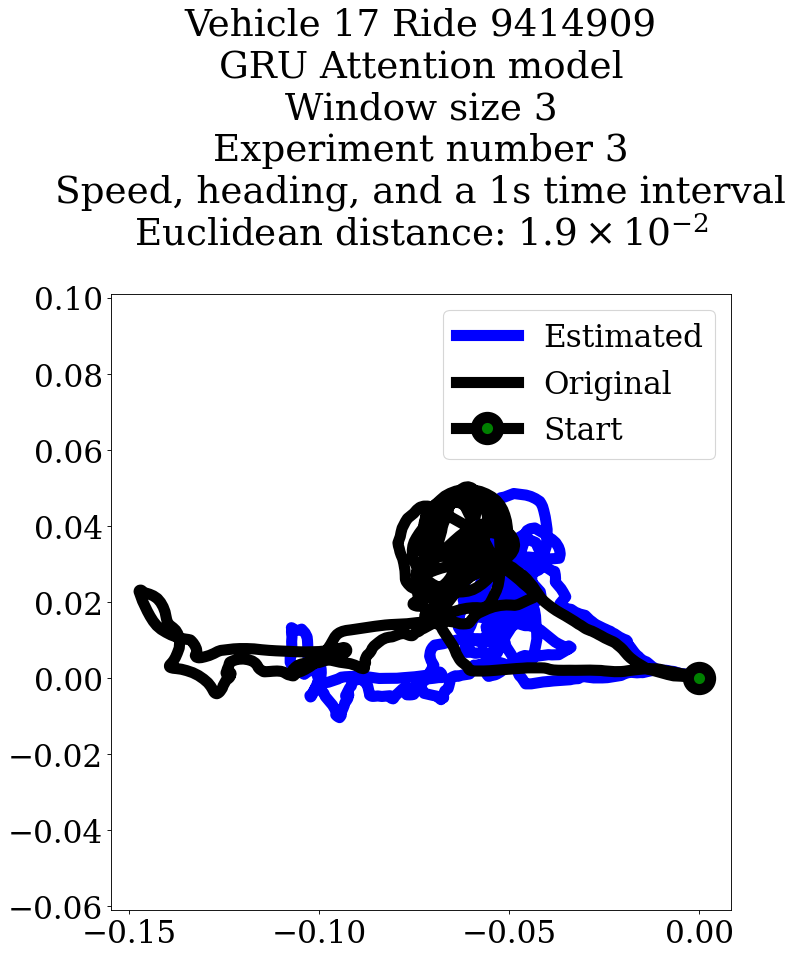 Vehicle 17 Ride 9414909
GRU Attention model
Window size 3
Experiment number 3
Speed, heading, and a 1s time interval
Euclidean distance: 1.9 × 10⁻²
0.10
0.08
0.06
0.04
0.02
0.00
−0.02
−0.04
−0.06
Estimated
Original
Start
−0.15
−0.10
−0.05
0.00